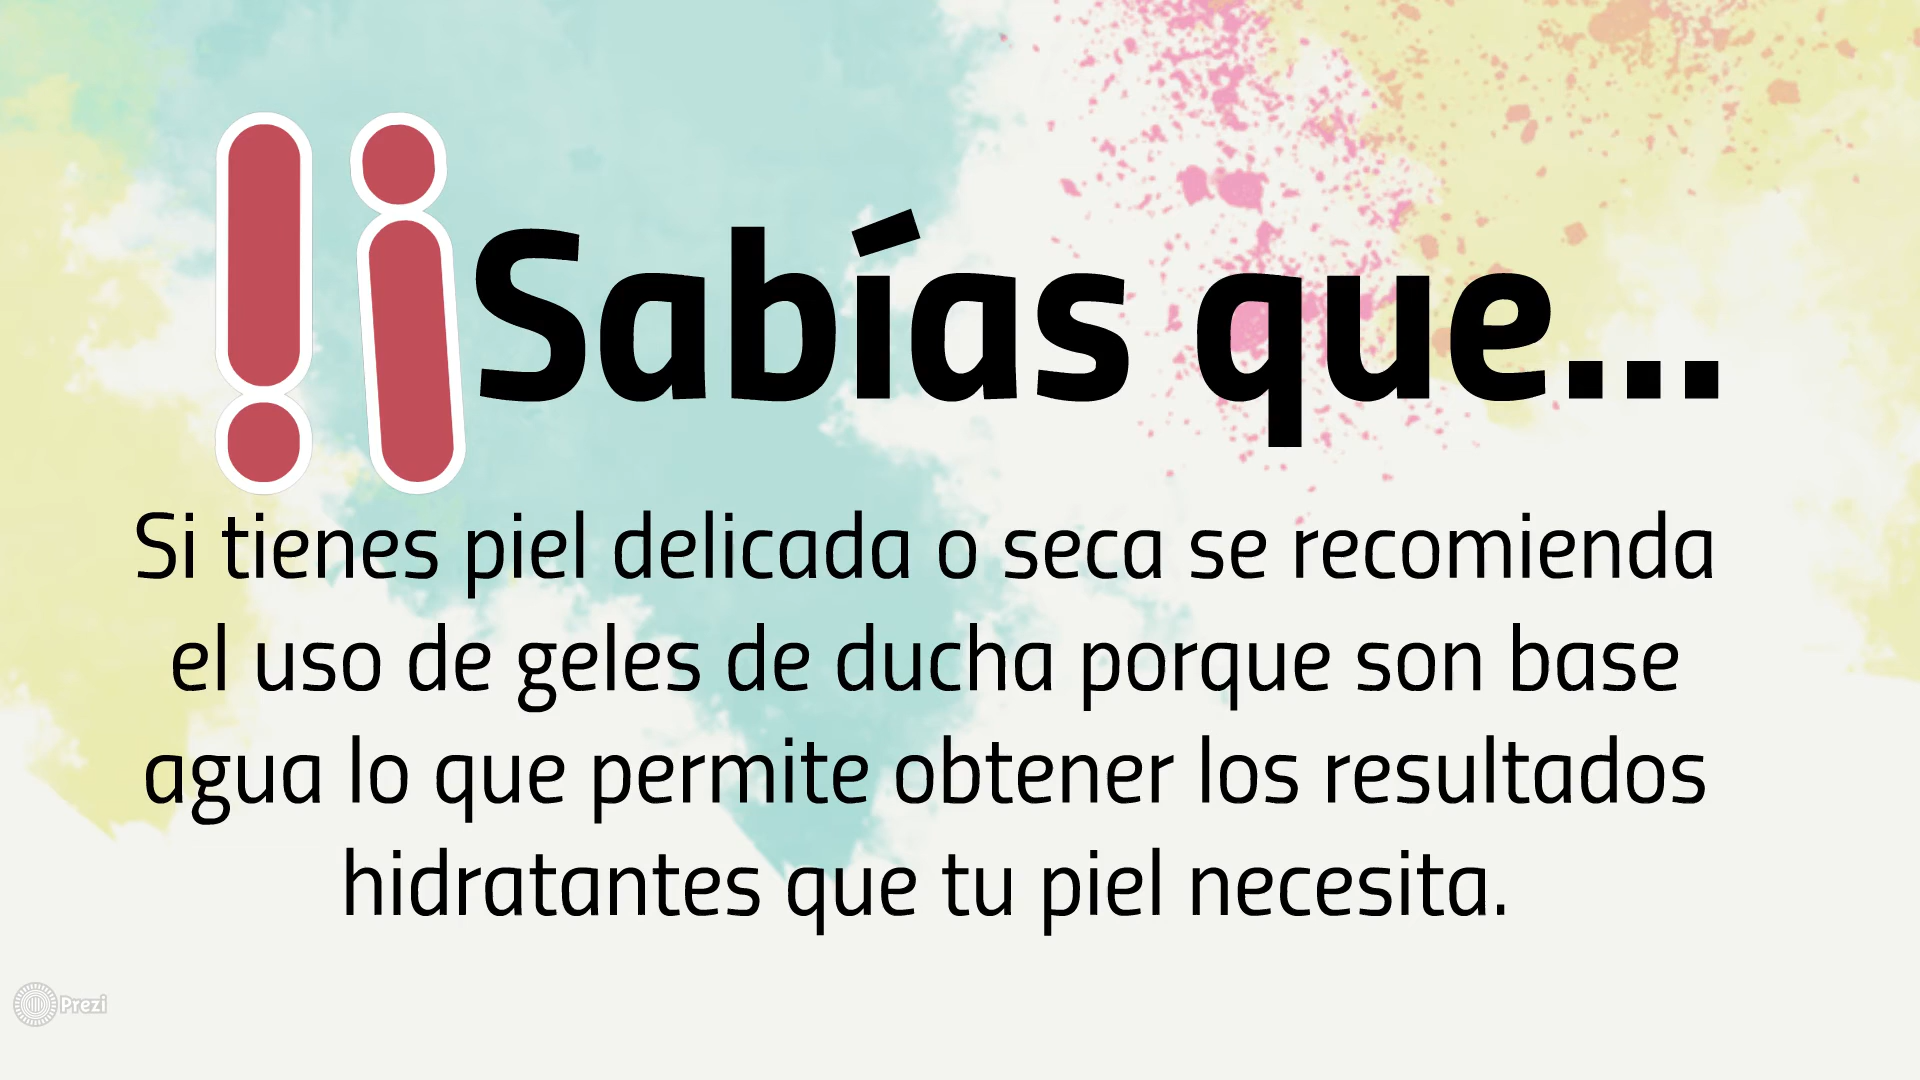 !¡Sabías que...
Si tienes piel delicada o seca se recomienda
el uso de geles de ducha porque son base
agua lo que permite obtener los resultados
hidratantes que tu piel necesita.
Prezi